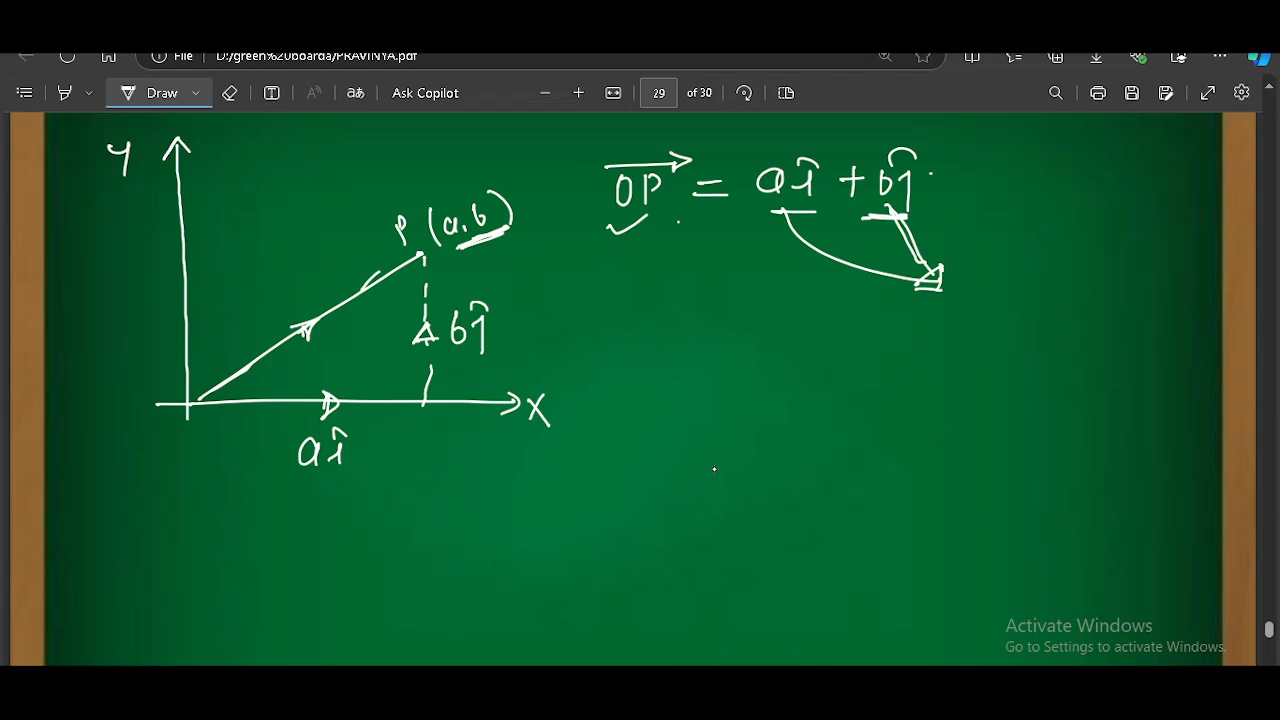 File D:/green%20boarda/PRAVINYA.pdf
Draw Ask Copilot 29 of 30
Y
OP = aî + bĵ
P (a,b)
bĵ
X
aî
Activate Windows
Go to Settings to activate Windows.